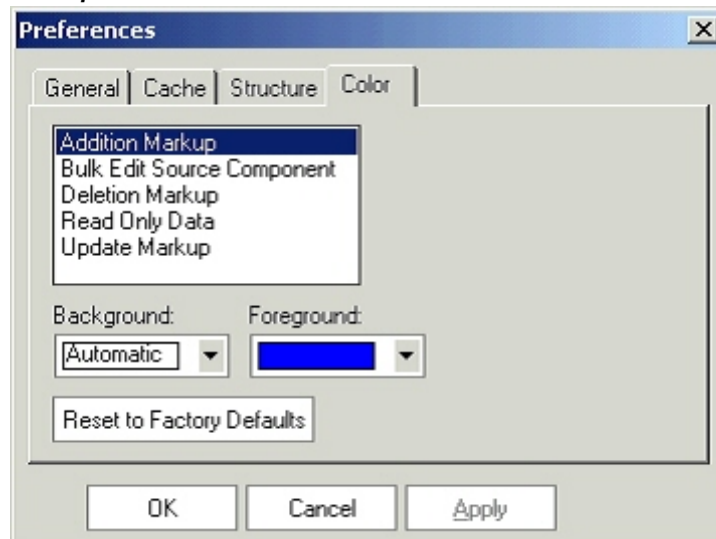 Preferences
General Cache Structure Color
Addition Markup
Bulk Edit Source Component
Deletion Markup
Read Only Data
Update Markup
Background: Foreground:
Automatic
Reset to Factory Defaults
OK Cancel Apply